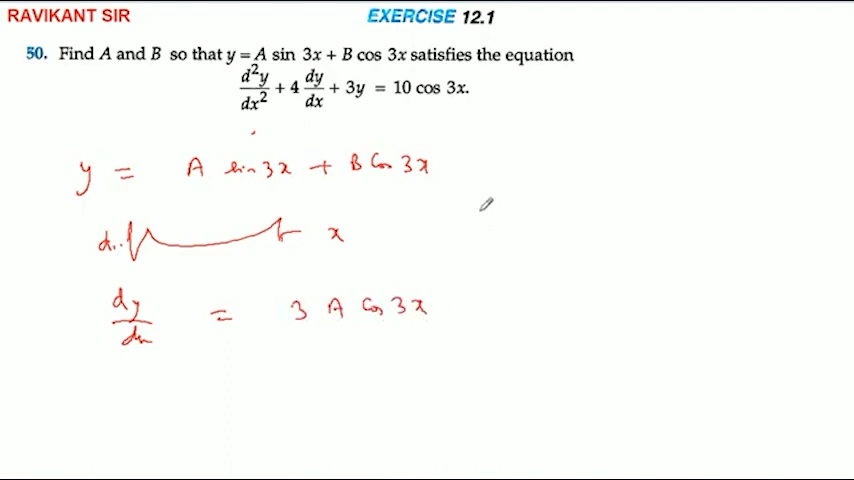 RAVIKANT SIR
EXERCISE 12.1
50. Find A and B so that y = A sin 3x + B cos 3x satisfies the equation
d²y/dx² + 4 dy/dx + 3y = 10 cos 3x.
y = A sin 3x + B Cos 3x
x
dy/dx = 3 A Cos 3x